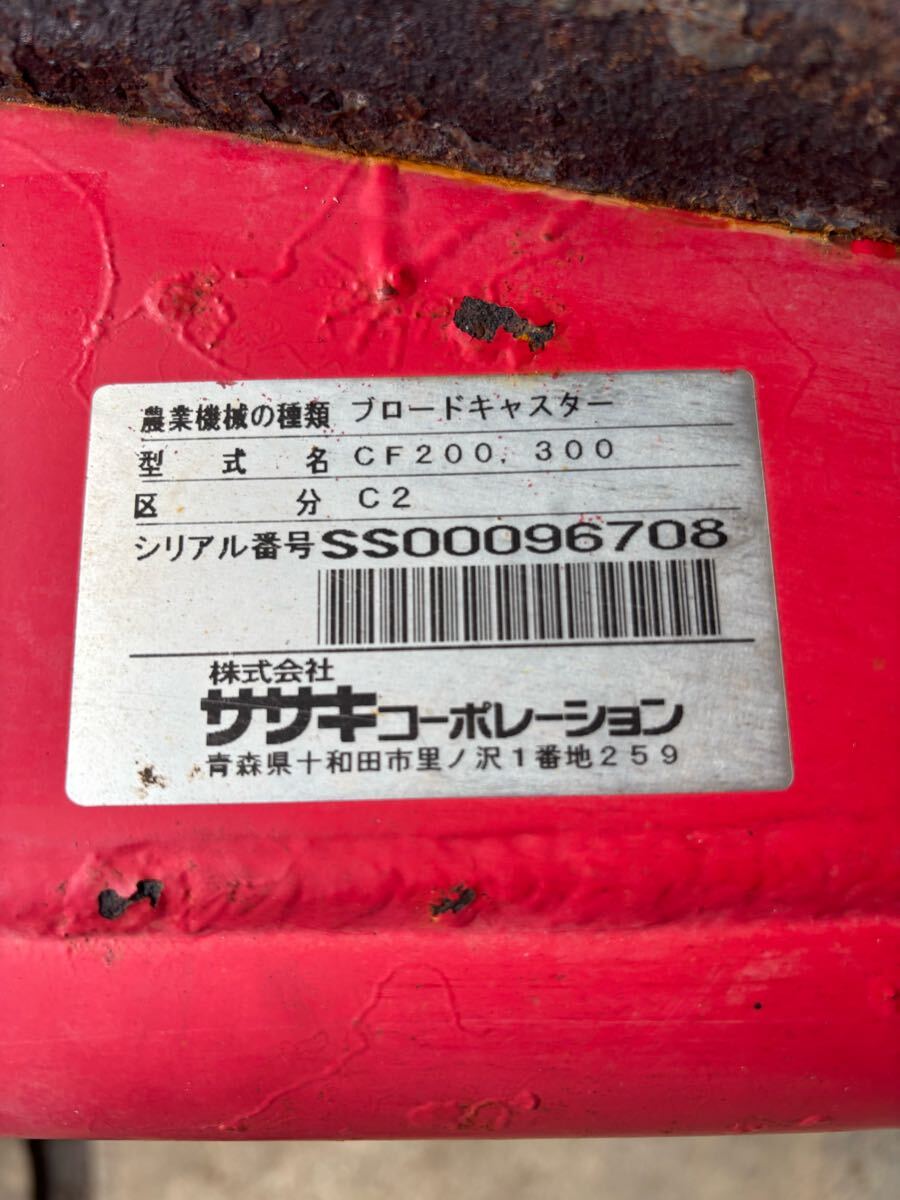 農業機械の種類 ブロードキャスター
型式名 CF200, 300
区分 C2
シリアル番号 SS00096708
株式会社
ササキコーポレーション
青森県十和田市里ノ沢1番地259